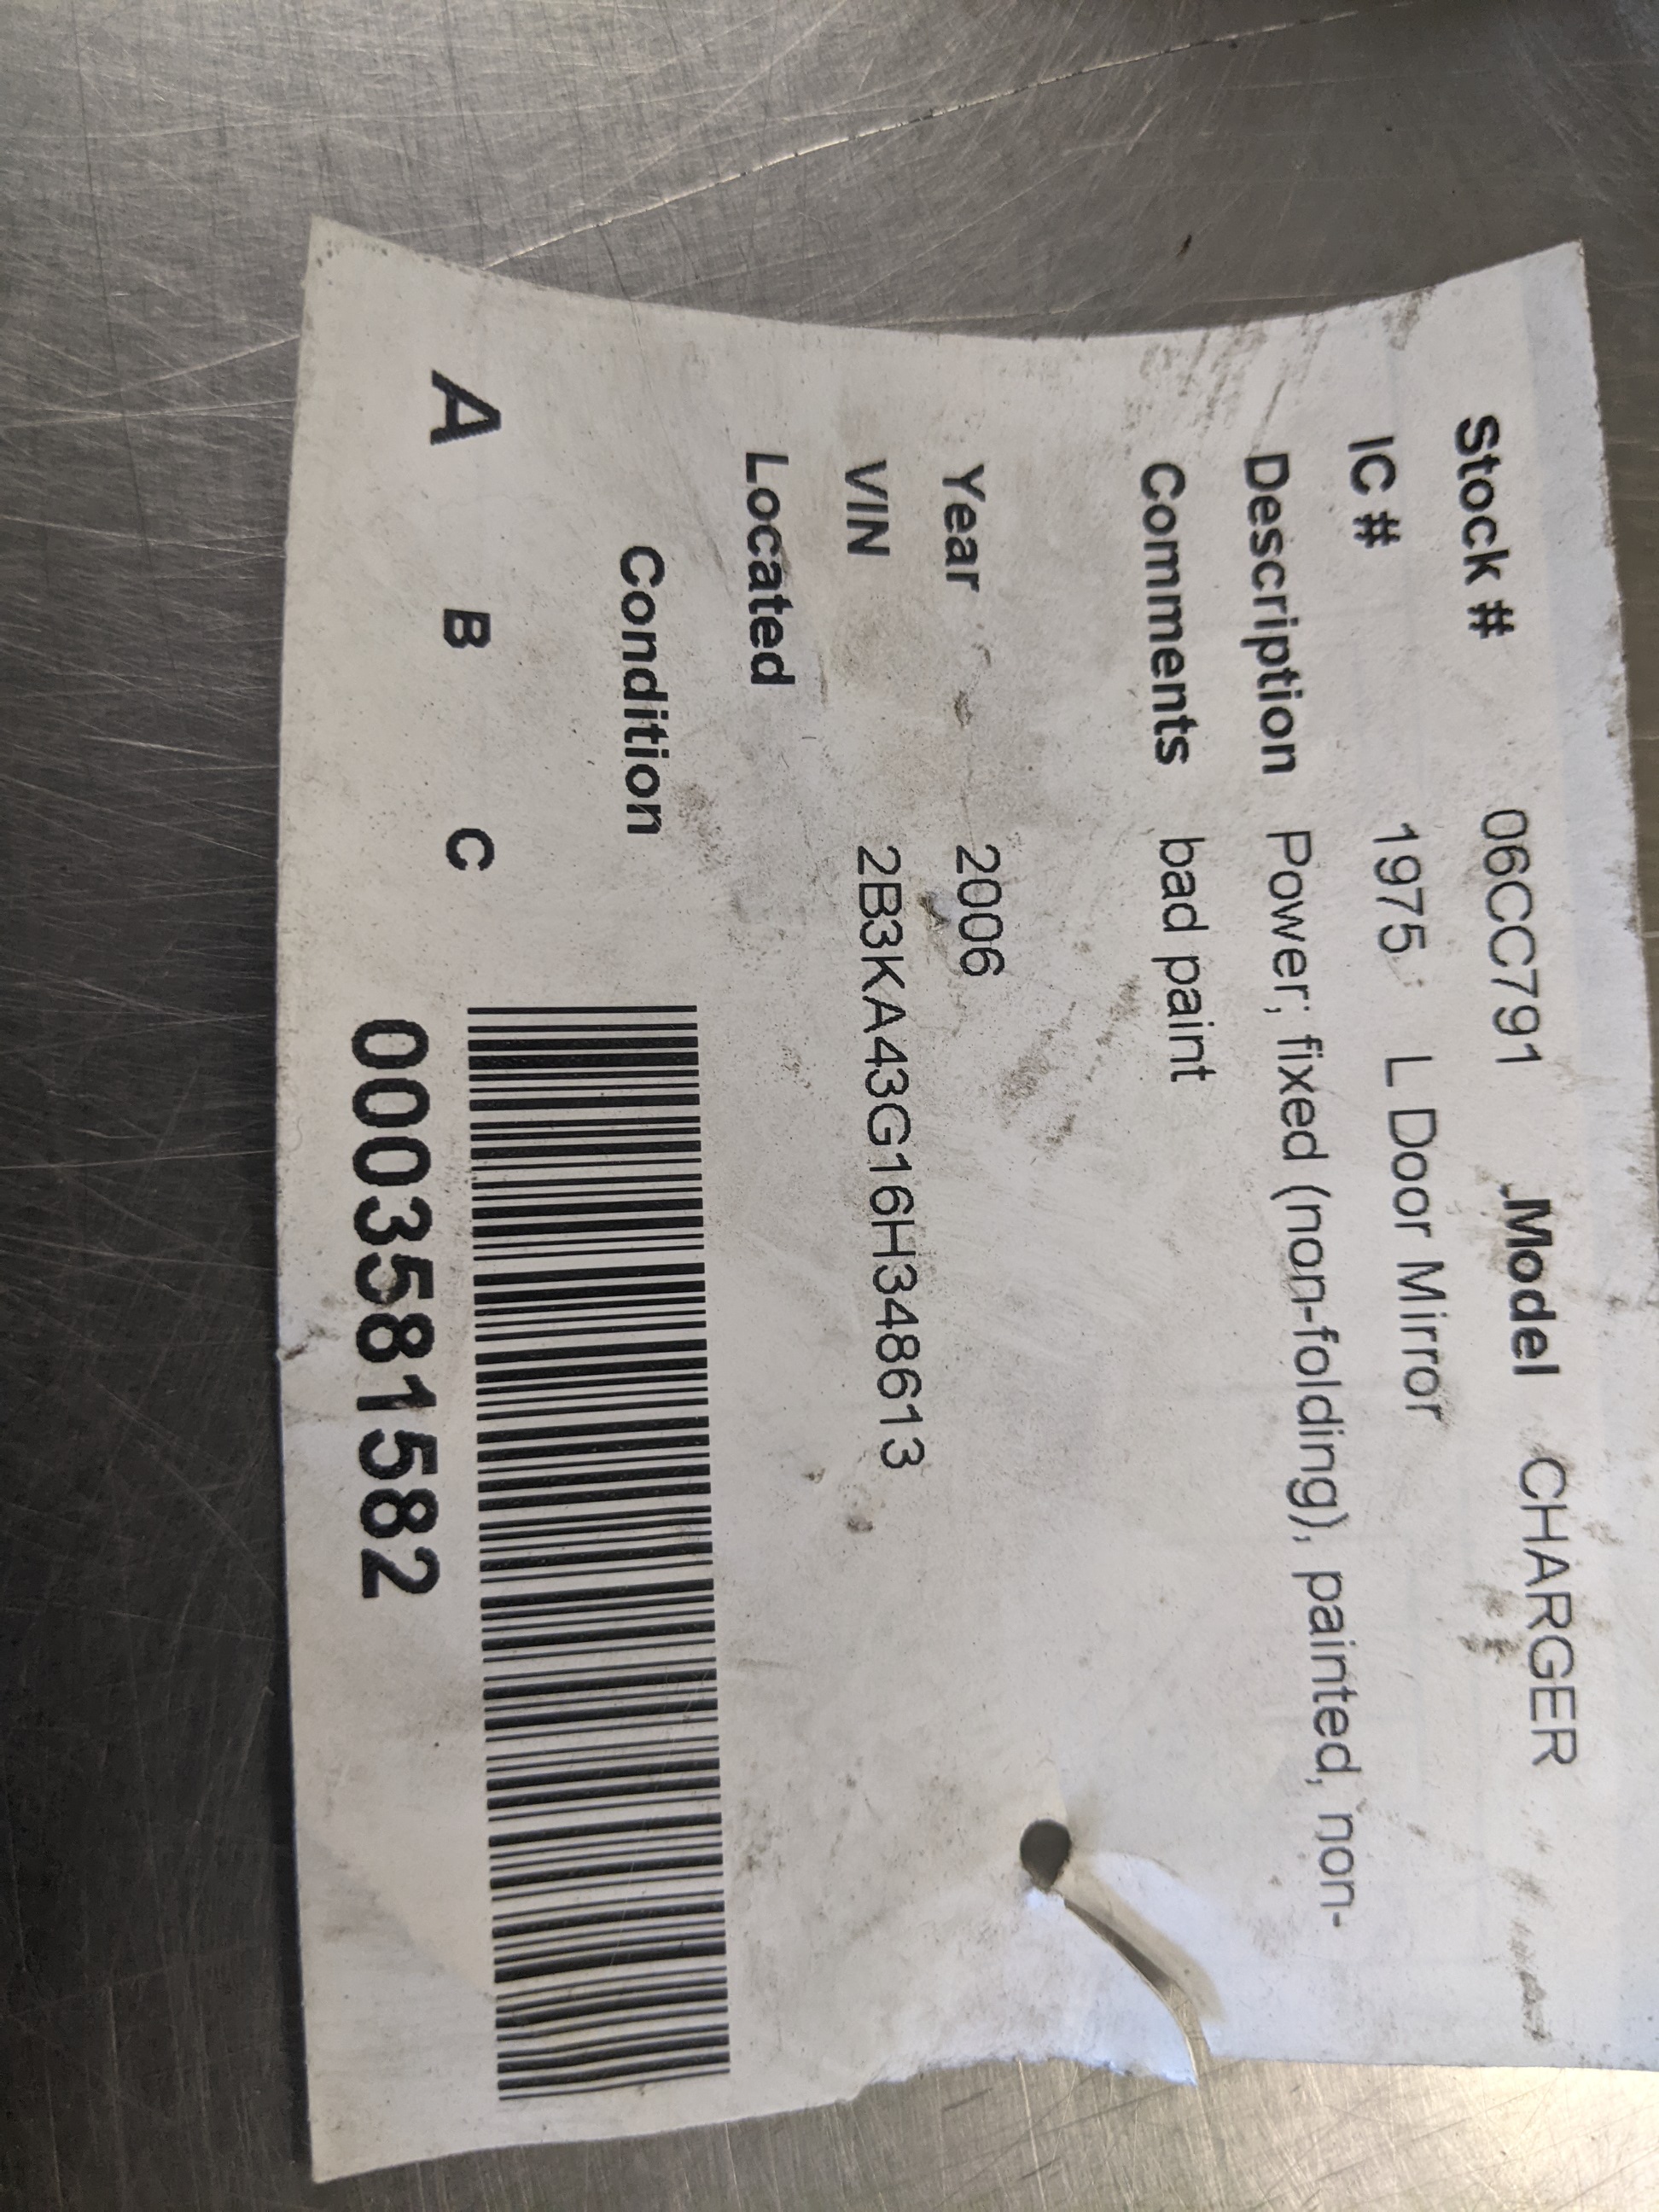 Stock # 06CC791 Model CHARGER
IC # 1975 L Door Mirror
Description Power; fixed (non-folding), painted, non-
Comments bad paint
Year 2006
VIN 2B3KA43G16H348613
Located
Condition
A B C
0003581582